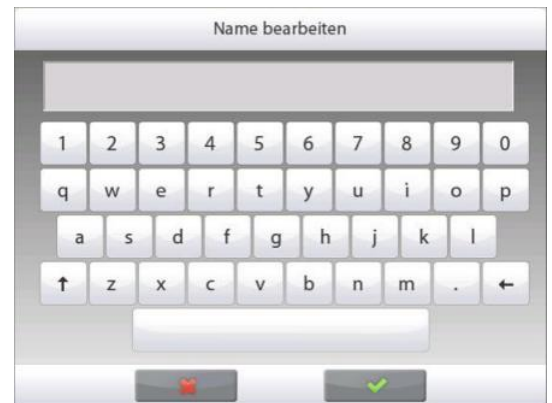 Name bearbeiten
1 2 3 4 5 6 7 8 9 0
q w e r t y u i o p
a s d f g h j k l
↑ z x c v b n m . ←